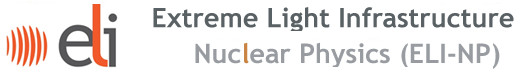 eli Extreme Light Infrastructure
Nuclear Physics (ELI-NP)